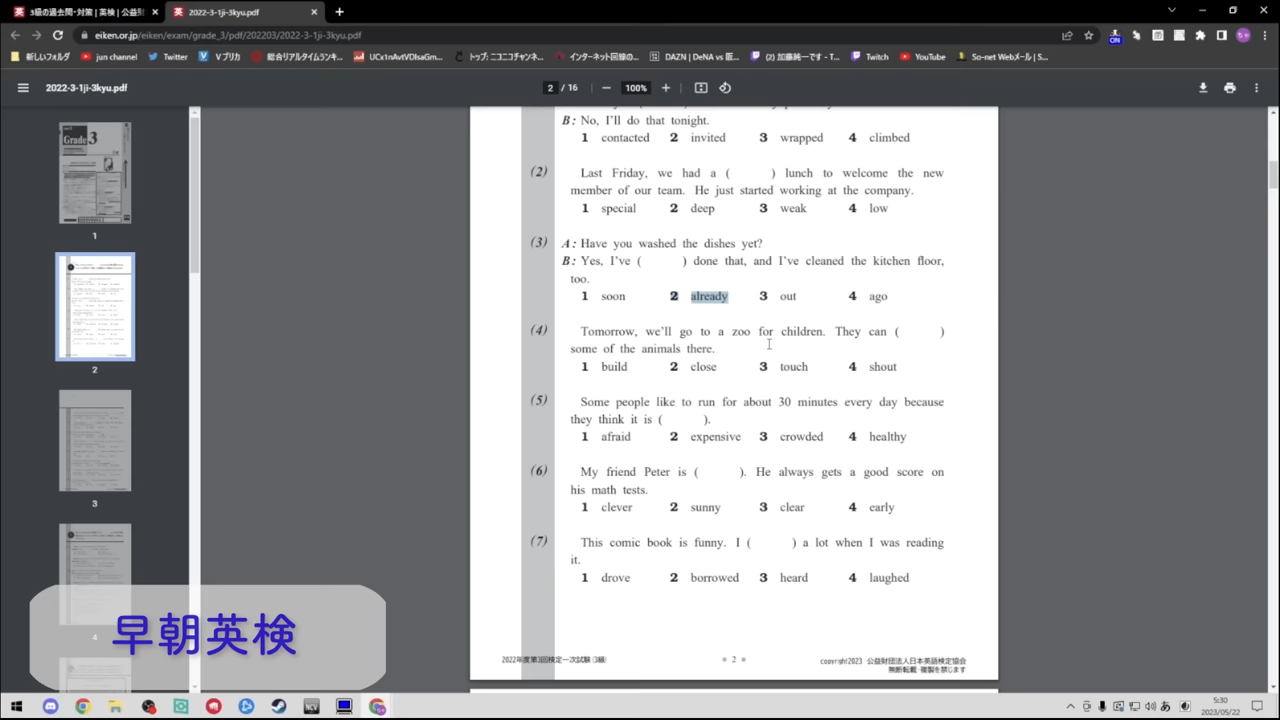 3級の過去問・対策 | 英検 | 公益財
2022-3-1ji-3kyu.pdf
eiken.or.jp/eiken/exam/grade_3/pdf/202203/2022-3-1ji-3kyu.pdf
新しいフォルダ
jun channel
Twitter
V プリカ
総合リアルタイムランキ...
UCx1nAvtVDIsaGm...
トップ: ニコニコチャンネ...
インターネット回線の...
DAZN | DeNA vs 阪...
(2) 加藤純一です - T...
Twitch
YouTube
So-net Webメール | S...
2022-3-1ji-3kyu.pdf
2 / 16
100%
Grade 3
1
2
3
4
B: No, I'll do that tonight.
1 contacted 2 invited 3 wrapped 4 climbed
(2) Last Friday, we had a ( ) lunch to welcome the new
member of our team. He just started working at the company.
1 special 2 deep 3 weak 4 low
(3) A: Have you washed the dishes yet?
B: Yes, I've ( ) done that, and I've cleaned the kitchen floor,
too.
1 soon 2 already 3 out 4 ago
(4) Tomorrow, we'll go to a zoo for children. They can ( )
some of the animals there.
1 build 2 close 3 touch 4 shout
(5) Some people like to run for about 30 minutes every day because
they think it is ( ).
1 afraid 2 expensive 3 crowded 4 healthy
(6) My friend Peter is ( ). He always gets a good score on
his math tests.
1 clever 2 sunny 3 clear 4 early
(7) This comic book is funny. I ( ) a lot when I was reading
it.
1 drove 2 borrowed 3 heard 4 laughed
2022年度第3回検定一次試験(3級)
2
copyright2023 公益財団法人日本英語検定協会
無断転載・複製を禁じます
早朝英検
NCV
5:30
2023/05/22